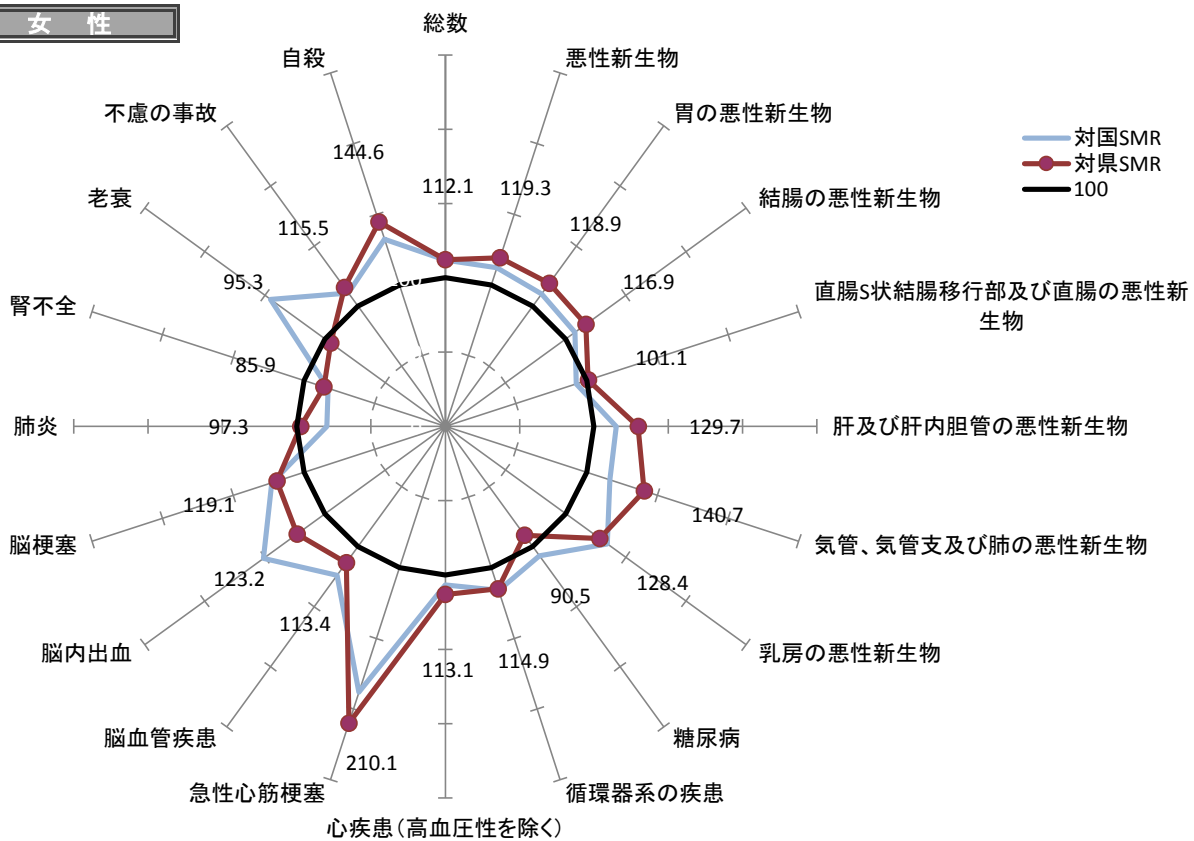 女 性
総数
自殺
悪性新生物
不慮の事故
胃の悪性新生物
対国SMR
対県SMR
100
144.6
112.1
119.3
118.9
老衰
結腸の悪性新生物
115.5
116.9
95.3
100
腎不全
直腸S状結腸移行部及び直腸の悪性新
生物
85.9
101.1
肺炎
97.3
129.7
肝及び肝内胆管の悪性新生物
119.1
140.7
脳梗塞
気管、気管支及び肺の悪性新生物
123.2
128.4
113.4
90.5
脳内出血
乳房の悪性新生物
113.1
114.9
脳血管疾患
糖尿病
210.1
急性心筋梗塞
循環器系の疾患
心疾患(高血圧性を除く)